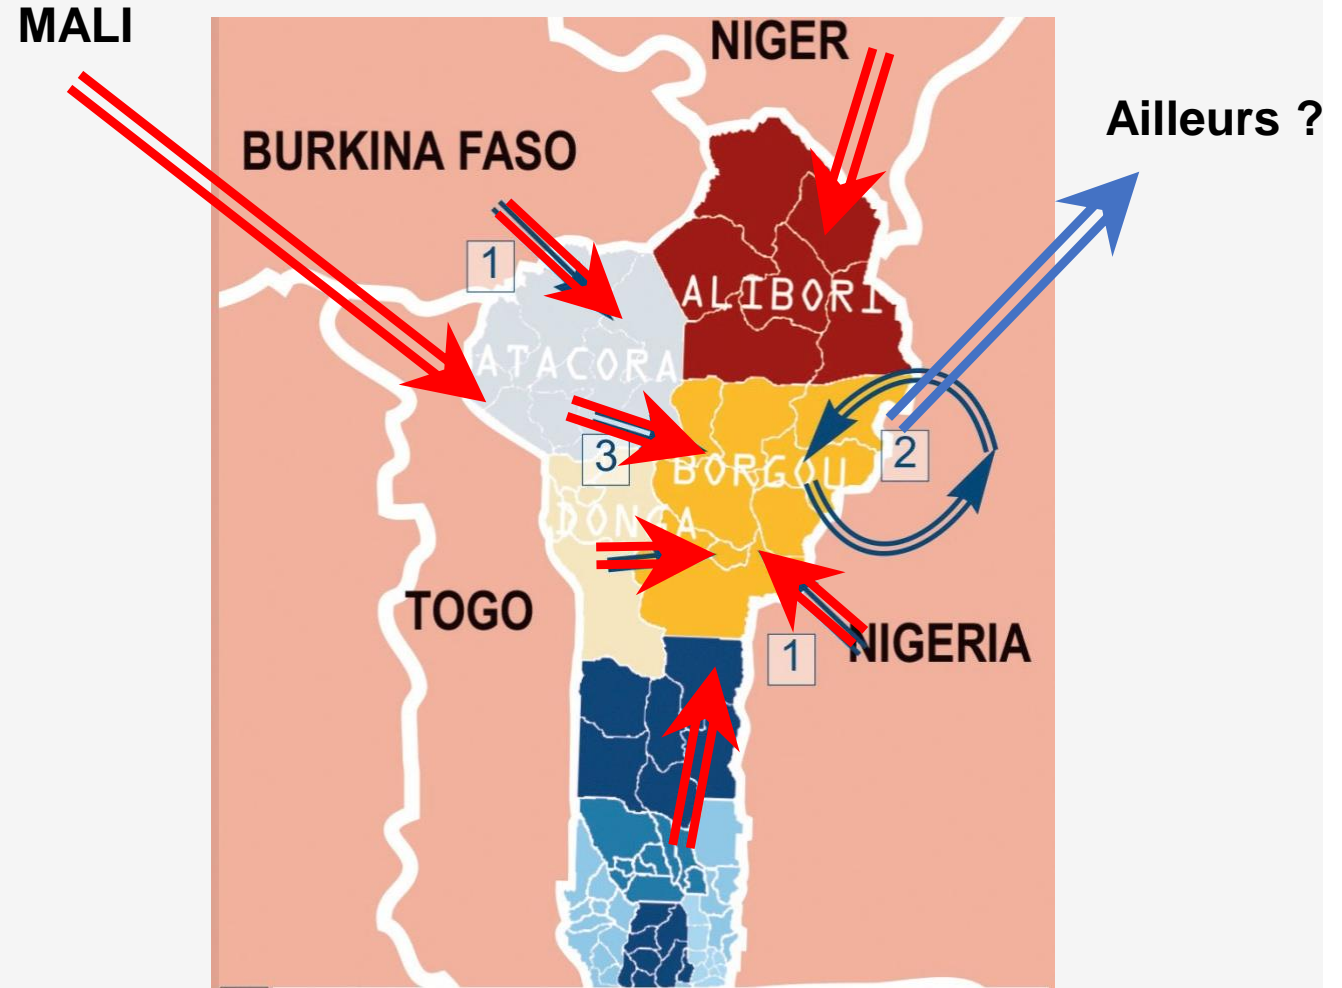 MALI
NIGER
Ailleurs ?
BURKINA FASO
1
ALIBORI
ATACORA
3
BORGOU
2
DONGA
TOGO
1
NIGERIA